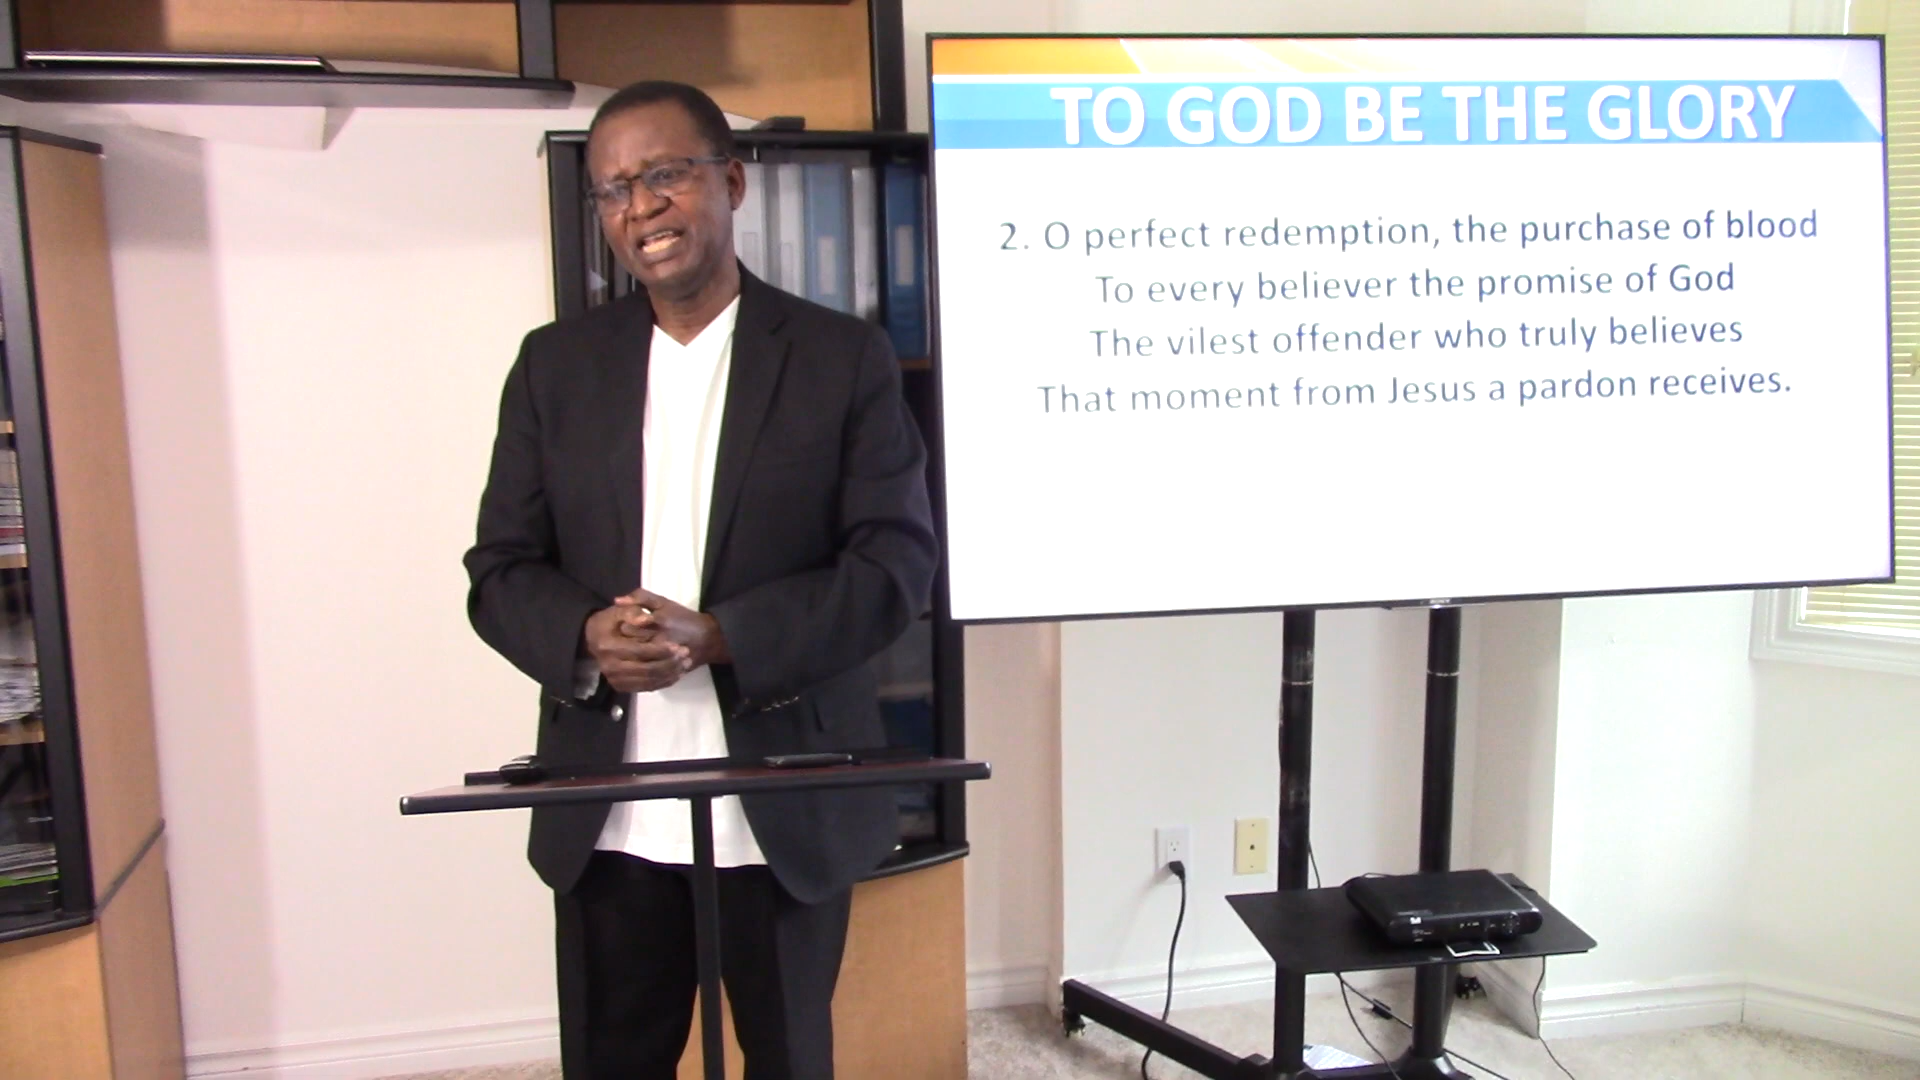 TO GOD BE THE GLORY
2. O perfect redemption, the purchase of blood
To every believer the promise of God
The vilest offender who truly believes
That moment from Jesus a pardon receives.
SONY